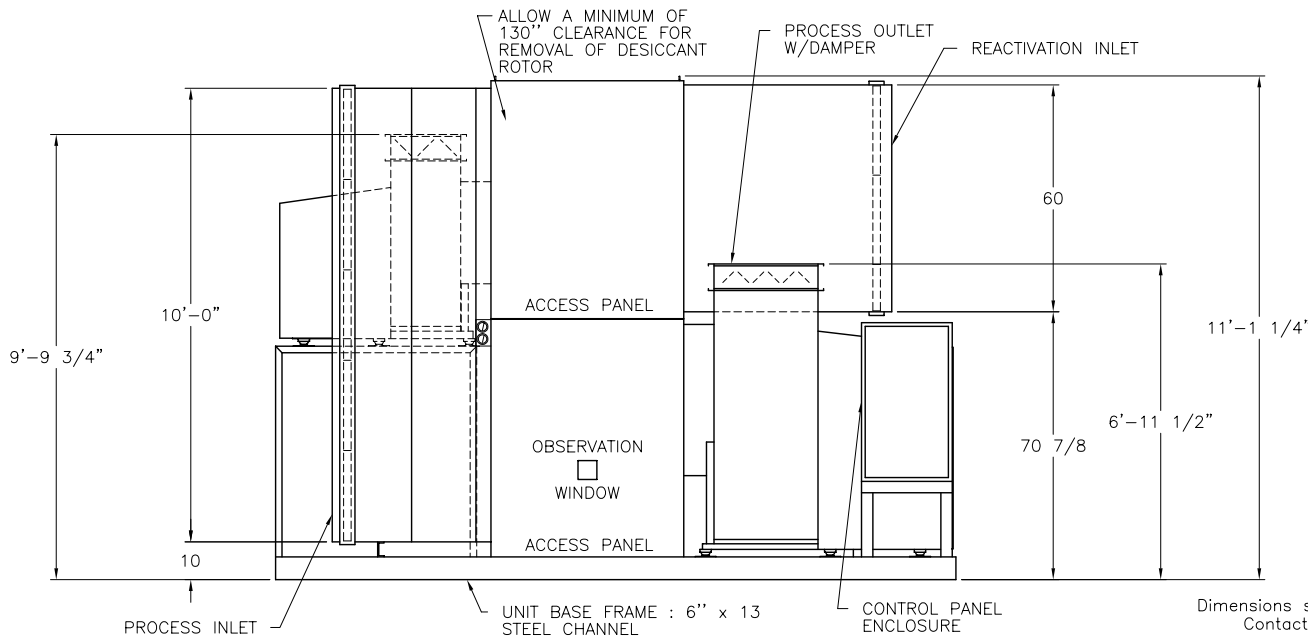 ALLOW A MINIMUM OF
130'' CLEARANCE FOR
REMOVAL OF DESICCANT
ROTOR
PROCESS OUTLET
W/DAMPER
REACTIVATION INLET
10'-0"
9'-9 3/4"
60
11'-1 1/4"
6'-11 1/2"
70 7/8
10
ACCESS PANEL
OBSERVATION
WINDOW
ACCESS PANEL
PROCESS INLET
UNIT BASE FRAME : 6'' x 13
STEEL CHANNEL
CONTROL PANEL
ENCLOSURE
Dimensions s
Contact